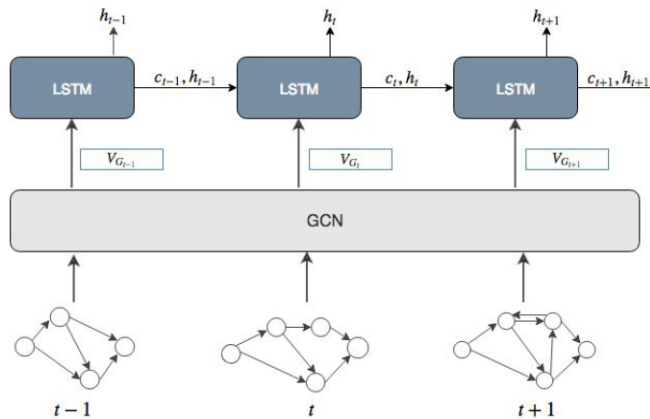 h_{t-1} h_t h_{t+1}
LSTM c_{t-1}, h_{t-1} LSTM c_t, h_t LSTM c_{t+1}, h_{t+1}
V_{G_{t-1}} V_{G_t} V_{G_{t+1}}
GCN
t - 1 t t + 1